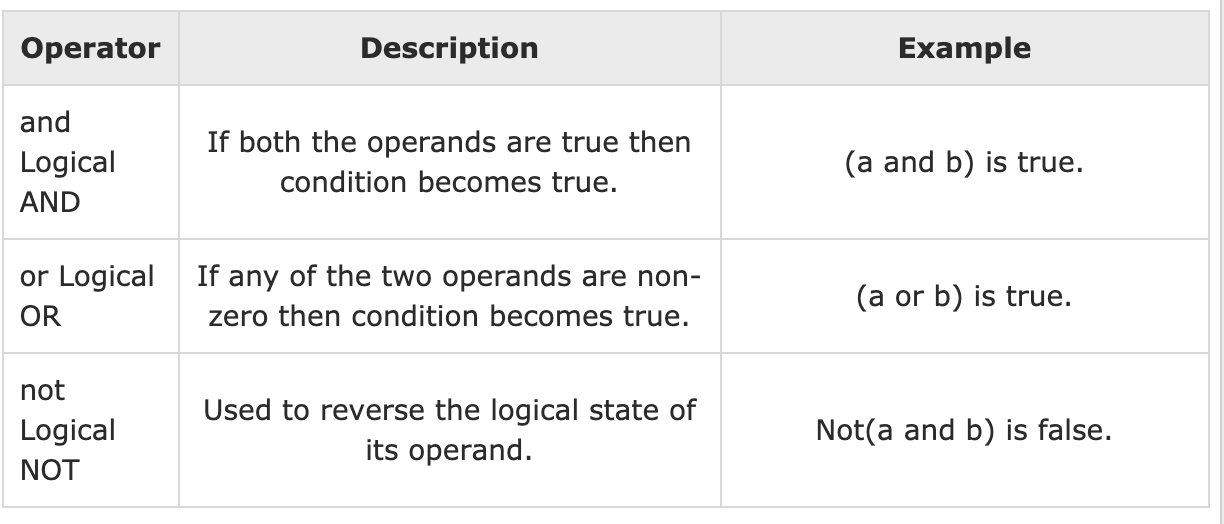 Operator Description Example
and
Logical
AND
If both the operands are true then
condition becomes true.
(a and b) is true.
or Logical
OR
If any of the two operands are non-
zero then condition becomes true.
(a or b) is true.
not
Logical
NOT
Used to reverse the logical state of
its operand.
Not(a and b) is false.